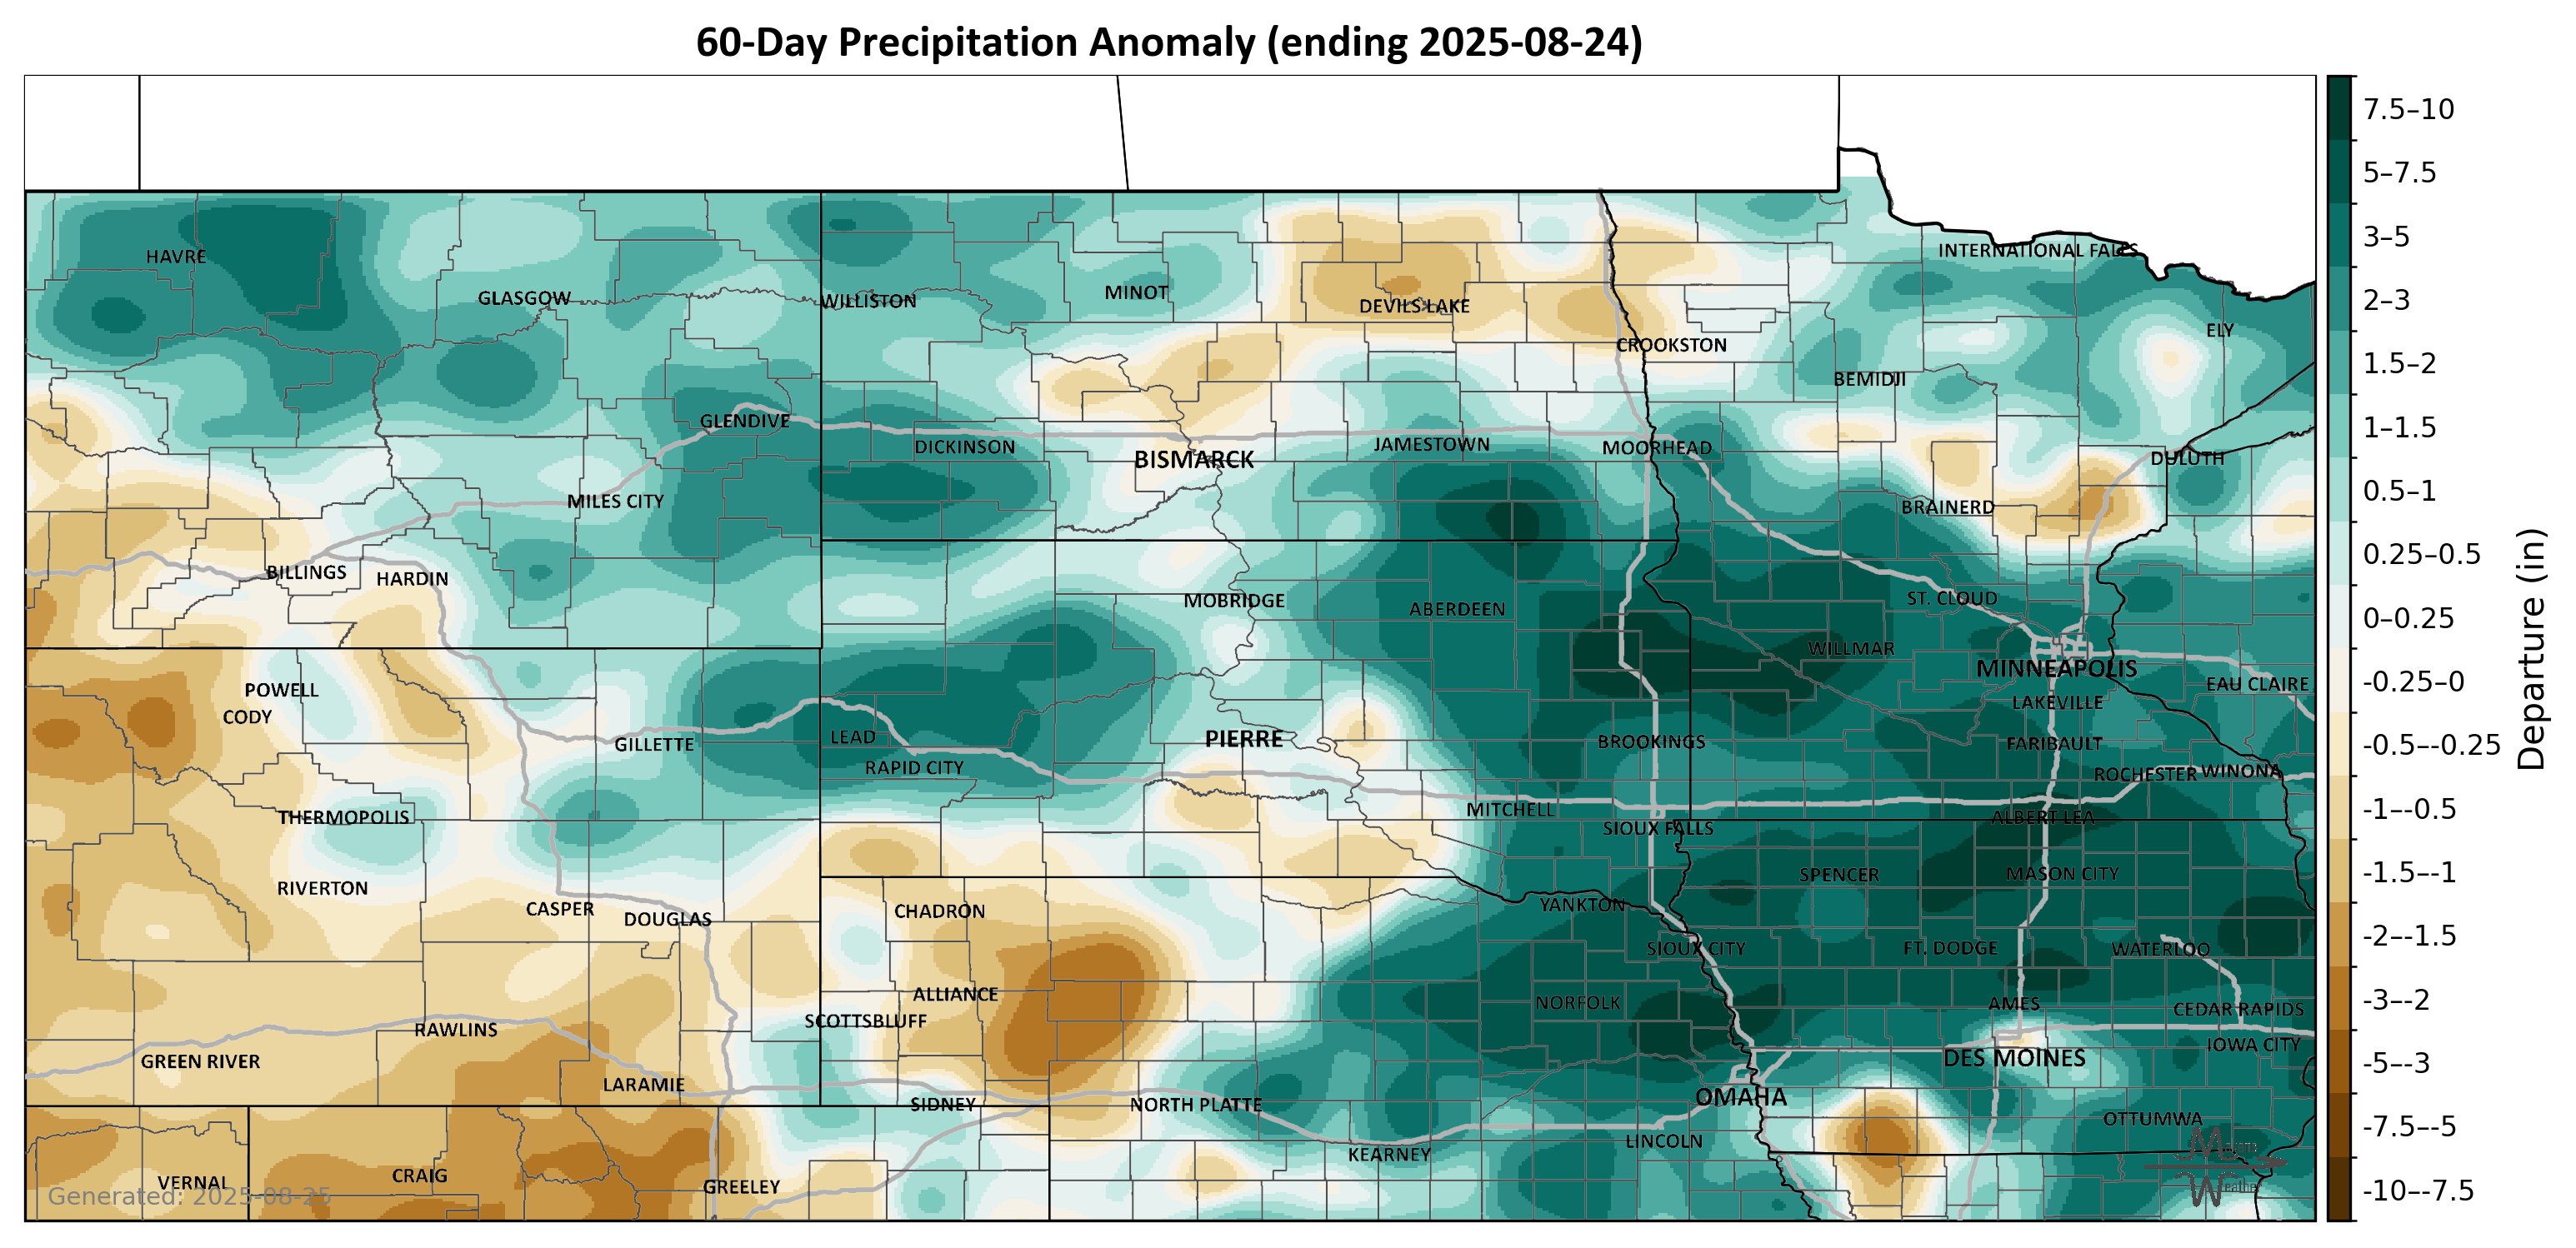 60-Day Precipitation Anomaly (ending 2025-08-24)
7.5–10
5–7.5
3–5
2–3
1.5–2
1–1.5
0.5–1
0.25–0.5
0–0.25
-0.25–0
-0.5–-0.25
-1–-0.5
-1.5–-1
-2–-1.5
-3–-2
-5–-3
-7.5–-5
-10–-7.5
Departure (in)
INTERNATIONAL FALLS
HAVRE
MINOT
GLASGOW
WILLISTON
DEVILS LAKE
ELY
CROOKSTON
BEMIDJI
GLENDIVE
DICKINSON
JAMESTOWN
MOORHEAD
BISMARCK
DULUTH
MILES CITY
BRAINERD
BILLINGS
HARDIN
MOBRIDGE
ABERDEEN
ST. CLOUD
WILLMAR
MINNEAPOLIS
POWELL
EAU CLAIRE
LAKEVILLE
CODY
LEAD
PIERRE
GILLETTE
BROOKINGS
FARIBAULT
RAPID CITY
ROCHESTER
WINONA
THERMOPOLIS
MITCHELL
ALBERT LEA
SIOUX FALLS
SPENCER
MASON CITY
RIVERTON
CASPER
CHADRON
YANKTON
DOUGLAS
SIOUX CITY
FT. DODGE
WATERLOO
ALLIANCE
NORFOLK
AMES
CEDAR RAPIDS
SCOTTSBLUFF
RAWLINS
IOWA CITY
GREEN RIVER
DES MOINES
LARAMIE
OMAHA
SIDNEY
NORTH PLATTE
OTTUMWA
LINCOLN
KEARNEY
CRAIG
VERNAL
GREELEY
Generated: 2025-08-25